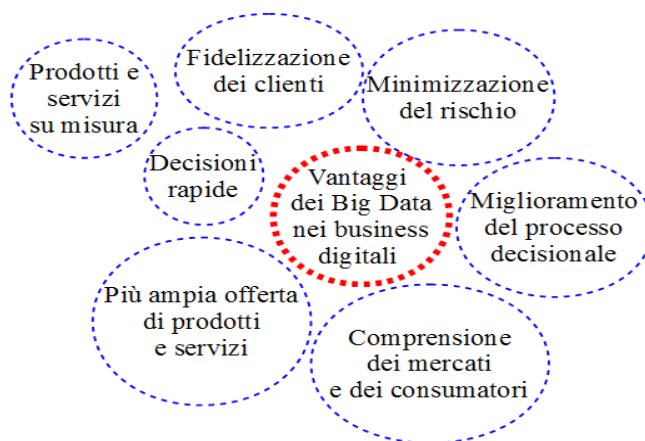 Prodotti e
servizi
su misura
Fidelizzazione
dei clienti
Minimizzazione
del rischio
Decisioni
rapide
Vantaggi
dei Big Data
nei business
digitali
Miglioramento
del processo
decisionale
Più ampia offerta
di prodotti
e servizi
Comprensione
dei mercati
e dei consumatori